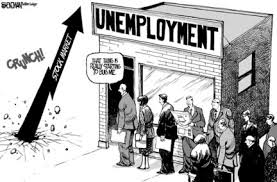 UNEMPLOYMENT
CRUNCH!
STOCK MARKET
THAT THING IS
REALLY STARTING
TO BUG ME.